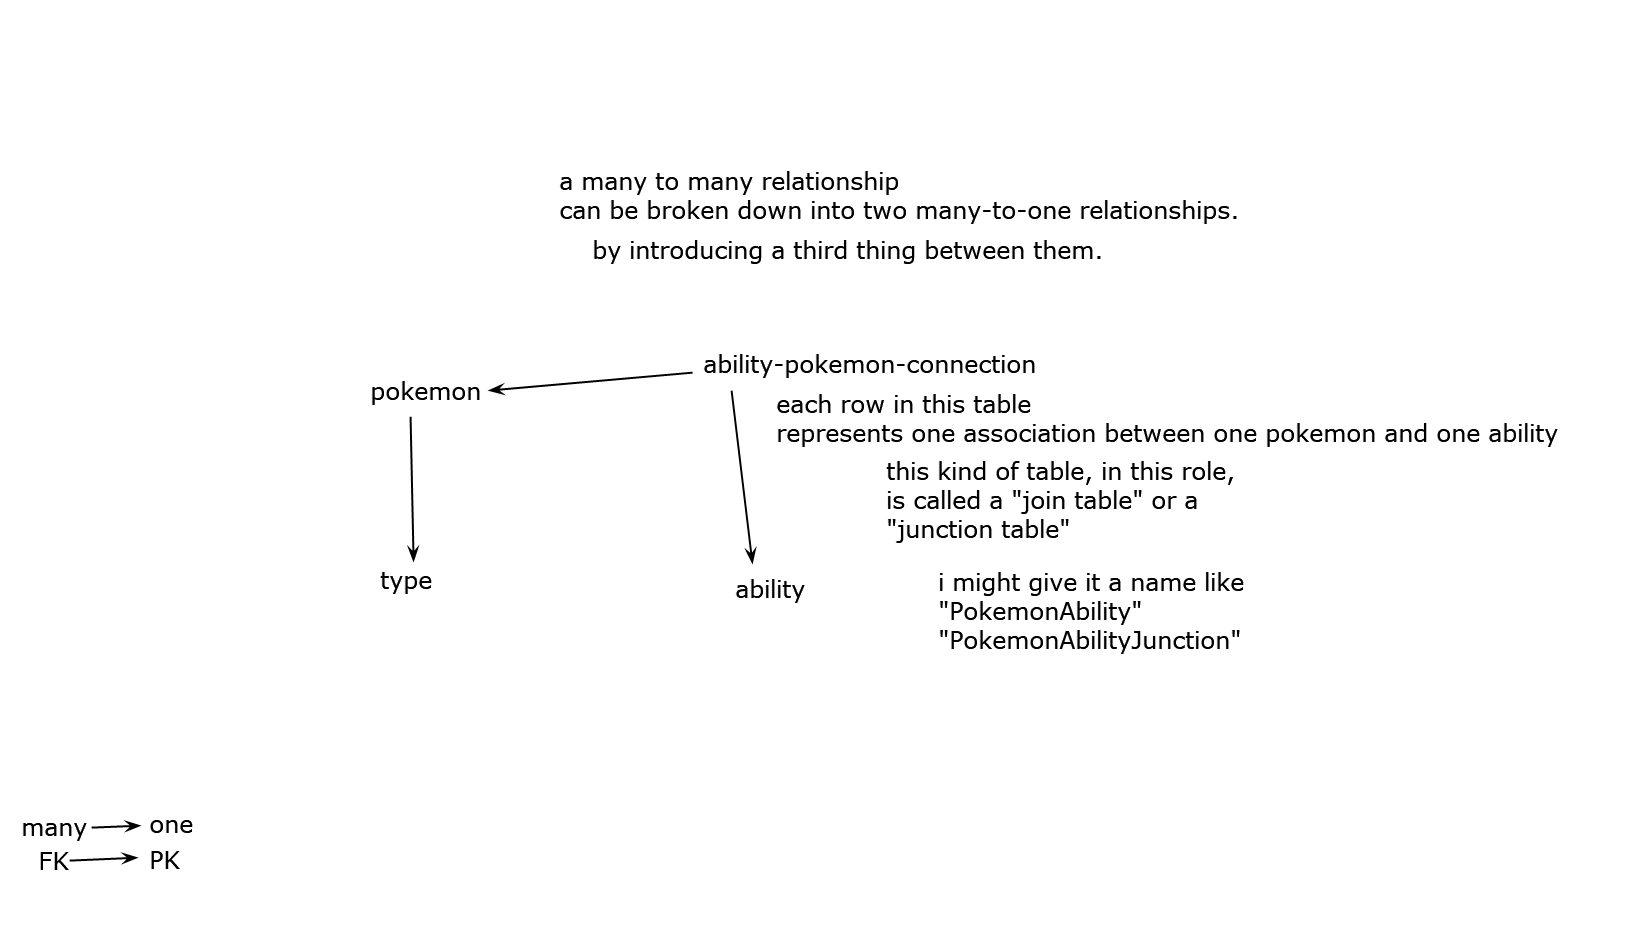 a many to many relationship
can be broken down into two many-to-one relationships.
by introducing a third thing between them.
ability-pokemon-connection
pokemon
each row in this table
represents one association between one pokemon and one ability
this kind of table, in this role,
is called a "join table" or a
"junction table"
type
ability
i might give it a name like
"PokemonAbility"
"PokemonAbilityJunction"
many one
FK PK